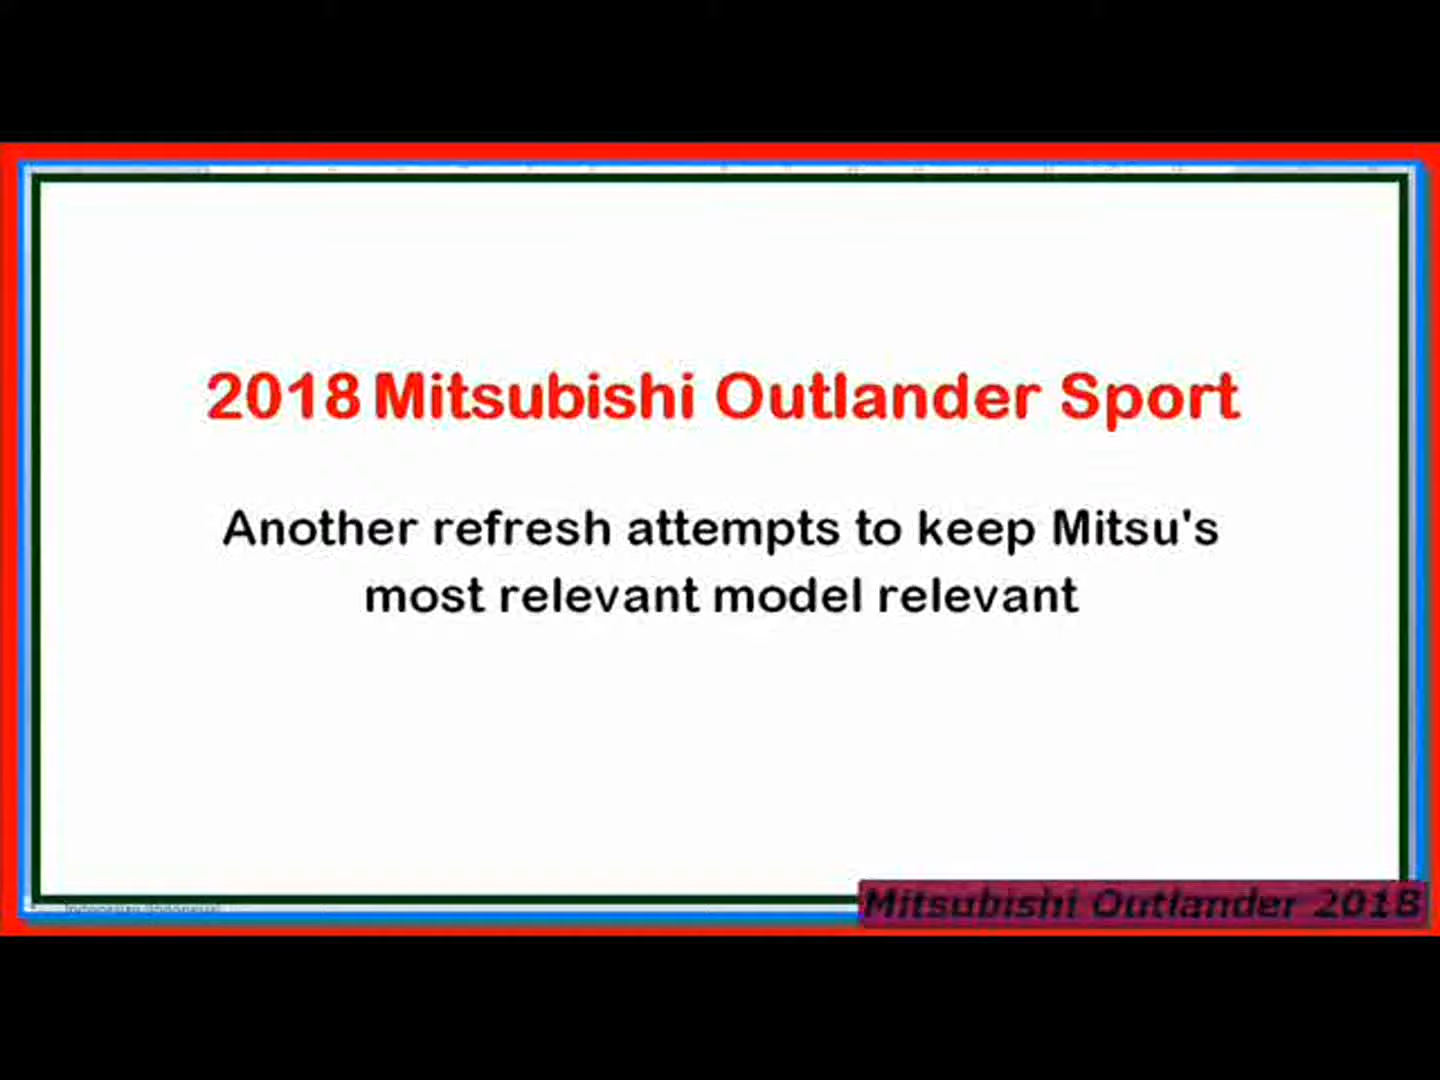 2018 Mitsubishi Outlander Sport
Another refresh attempts to keep Mitsu's
most relevant model relevant
Mitsubishi Outlander 2018